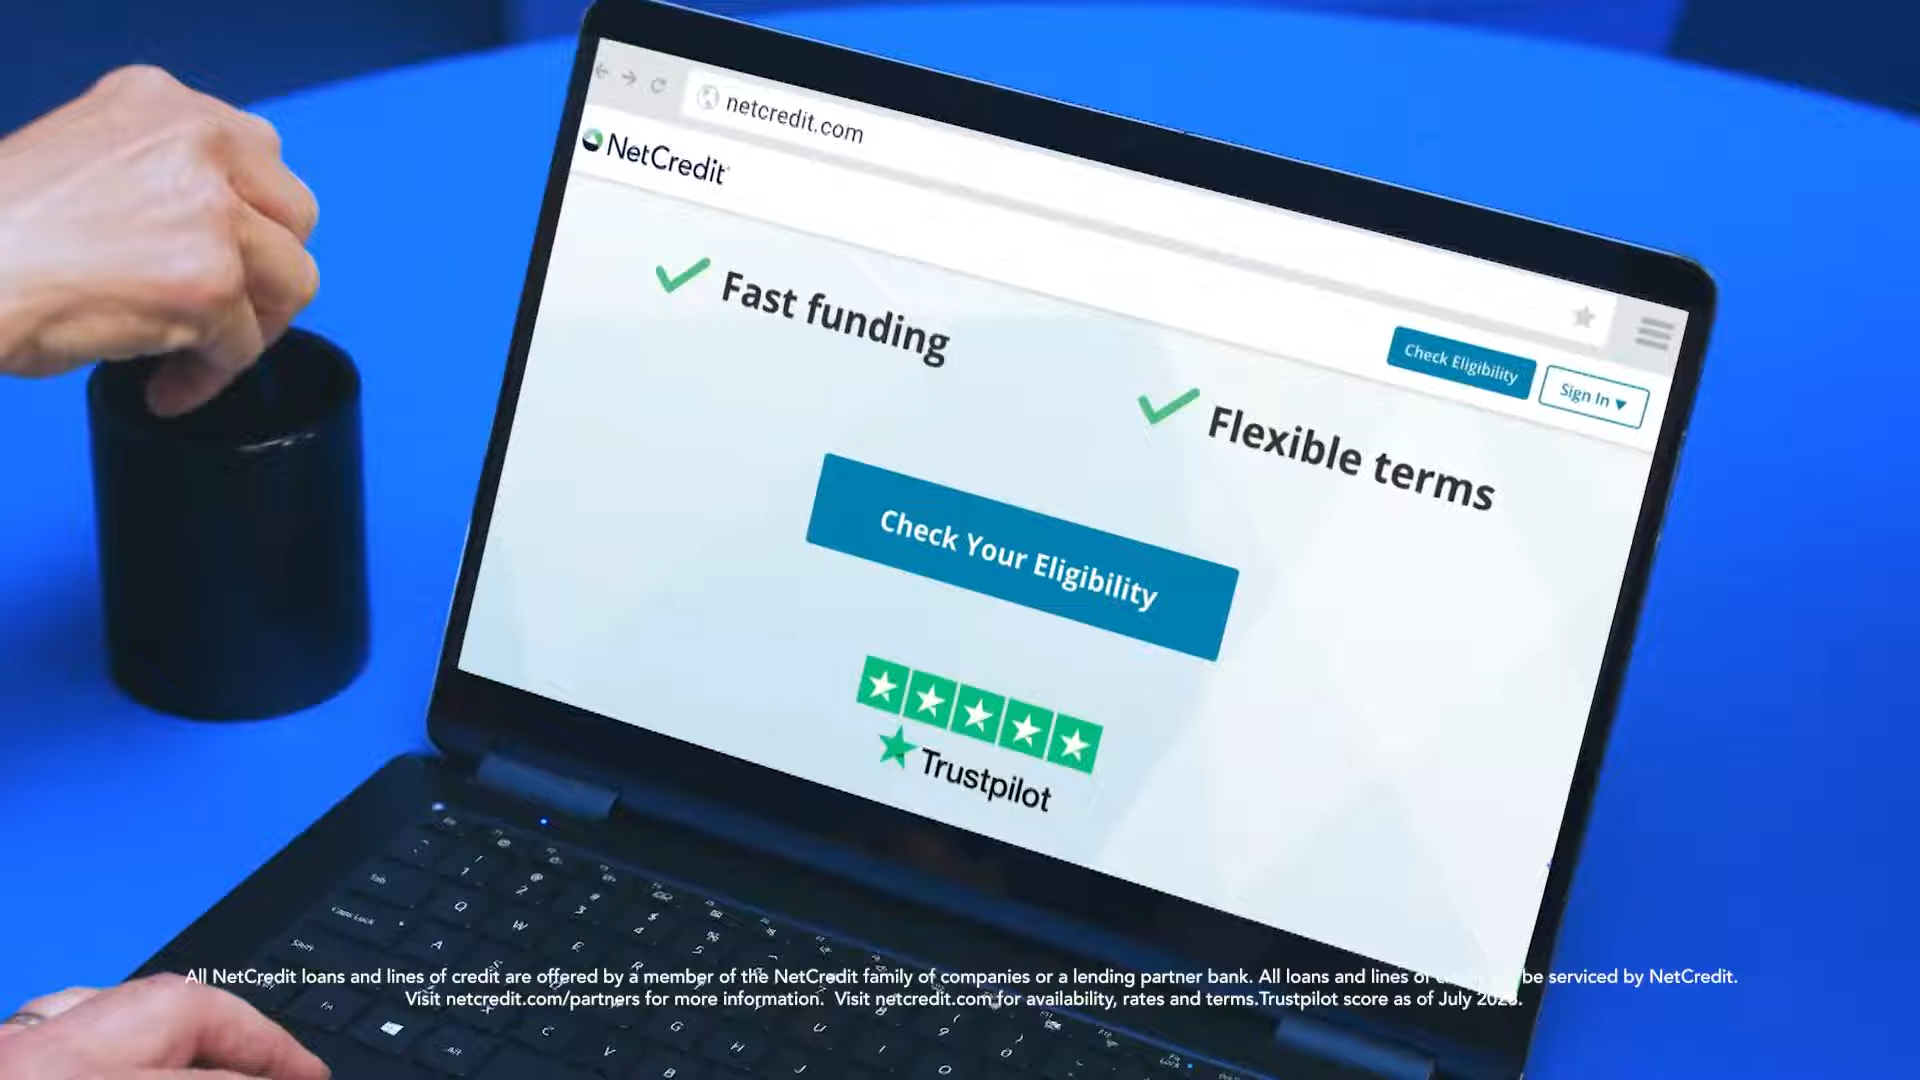 netcredit.com
NetCredit
Check Eligibility
Sign In ▼
Fast funding
Flexible terms
Check Your Eligibility
Trustpilot
All NetCredit loans and lines of credit are offered by a member of the NetCredit family of companies or a lending partner bank. All loans and lines of be serviced by NetCredit.
Visit netcredit.com/partners for more information. Visit netcredit.com for availability, rates and terms.Trustpilot score as of July